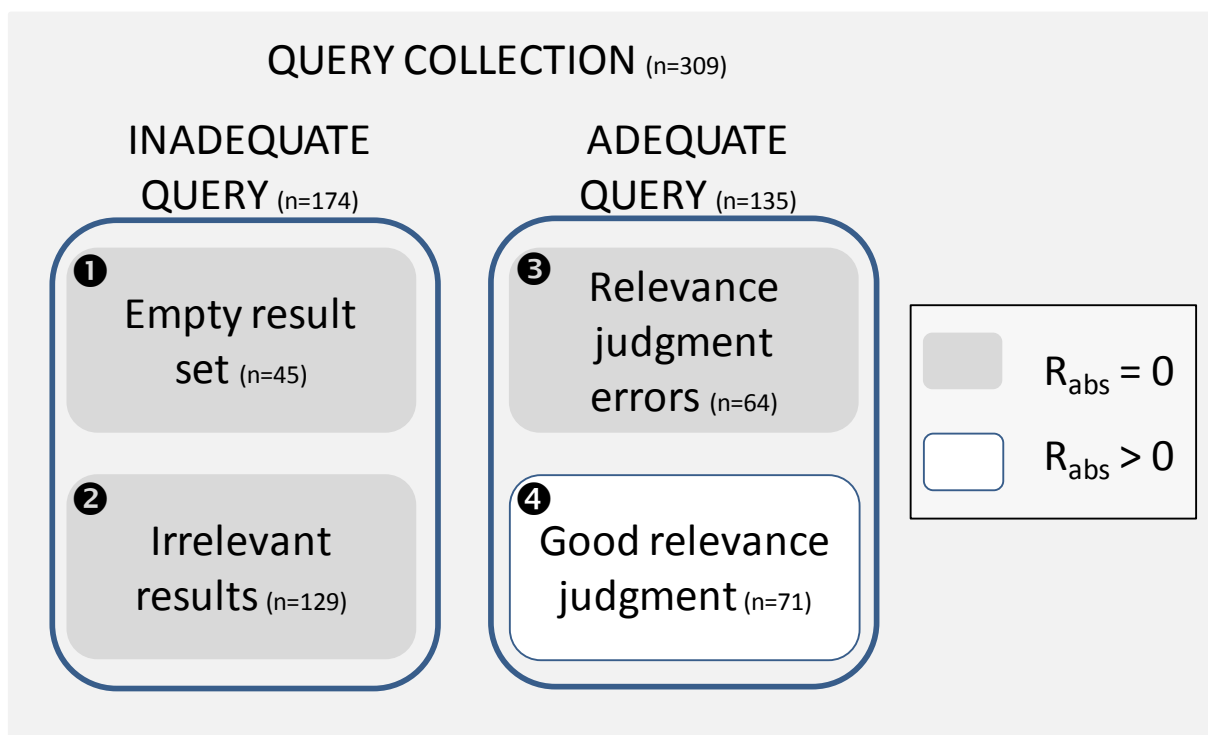 QUERY COLLECTION (n=309)
INADEQUATE
QUERY (n=174)
ADEQUATE
QUERY (n=135)
❶
Empty result
set (n=45)
❷
Irrelevant
results (n=129)
❸
Relevance
judgment
errors (n=64)
❹
Good relevance
judgment (n=71)
Rabs = 0
Rabs > 0